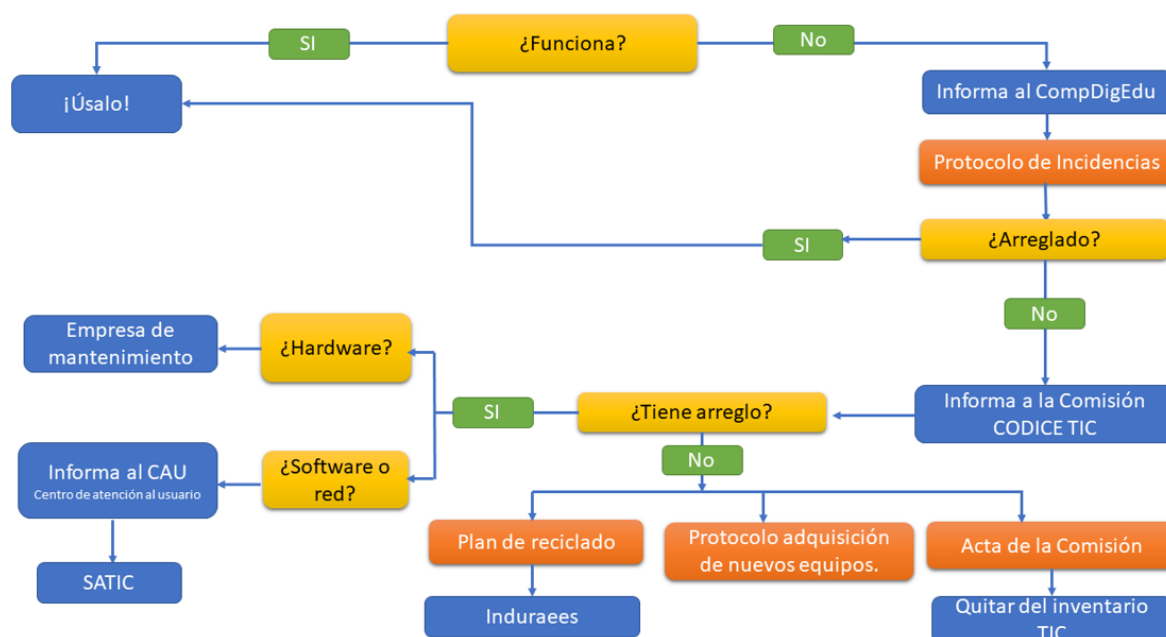 SI
¿Funciona?
No
¡Úsalo!
Informa al CompDigEdu
Protocolo de Incidencias
SI
¿Arreglado?
No
Empresa de
mantenimiento
¿Hardware?
SI
¿Tiene arreglo?
Informa a la Comisión
CODICE TIC
No
Informa al CAU
Centro de atención al usuario
¿Software o
red?
Plan de reciclado
Protocolo adquisición
de nuevos equipos.
Acta de la Comisión
SATIC
Induraees
Quitar del inventario
TIC